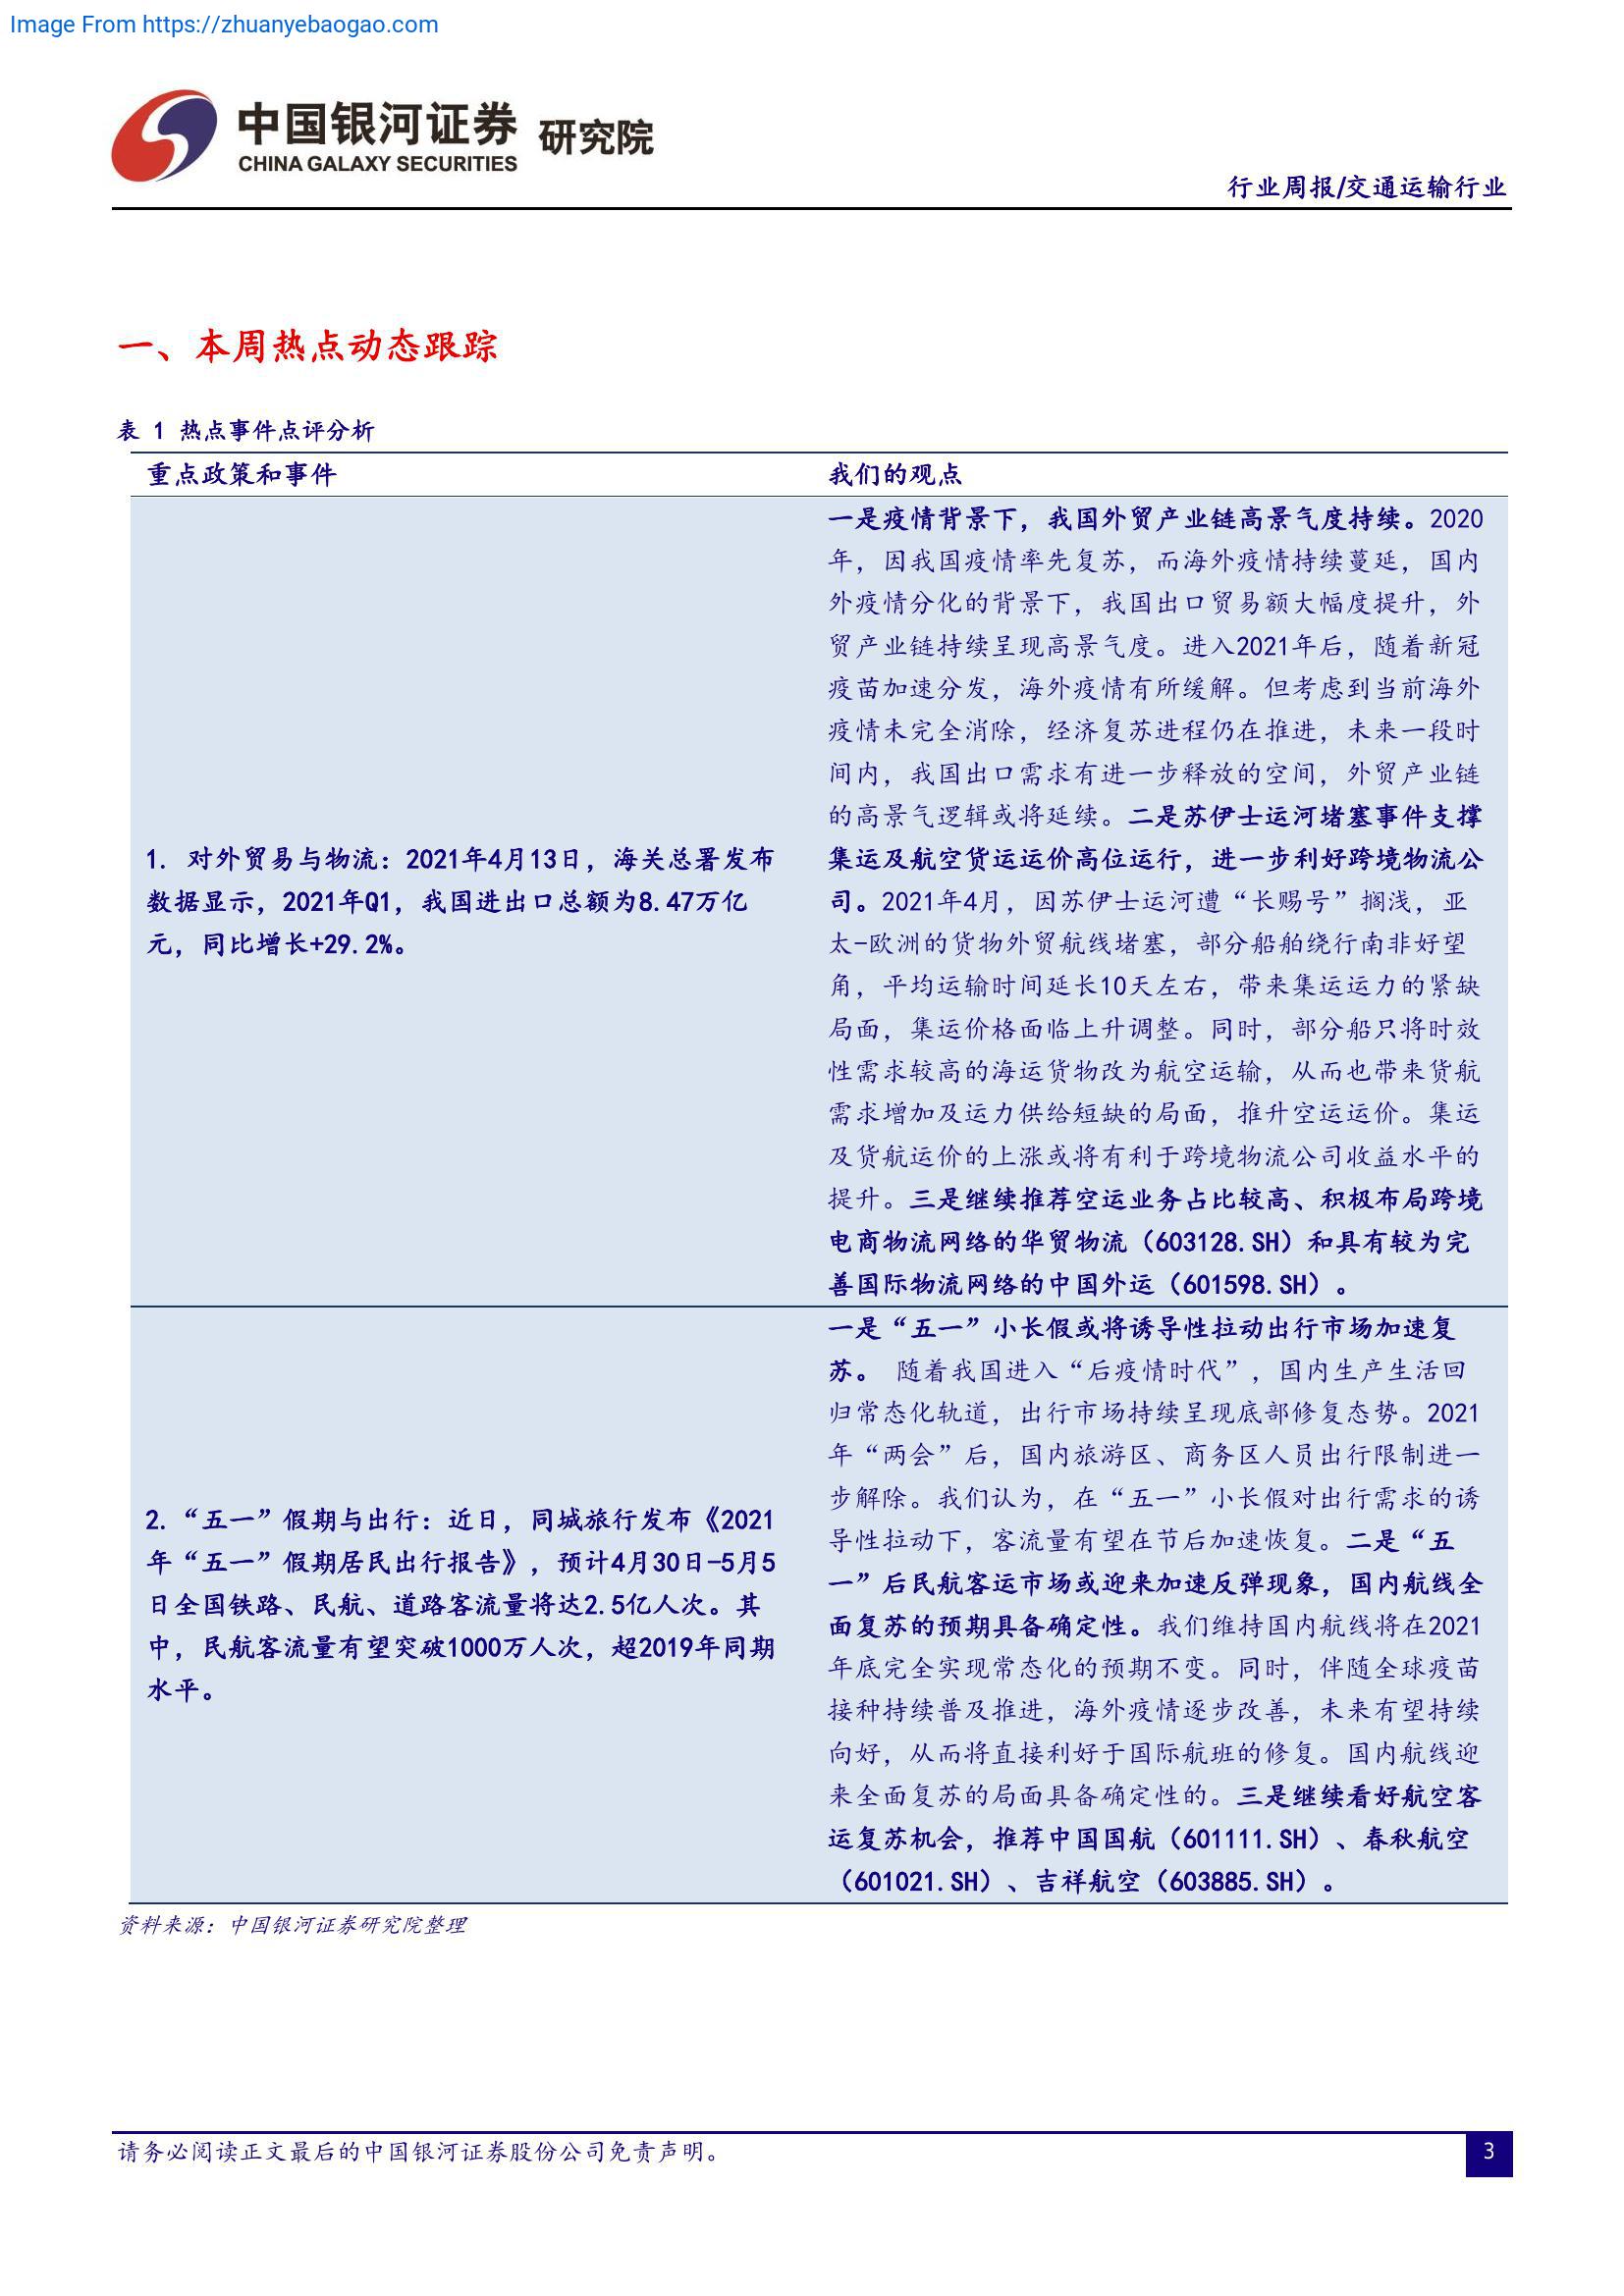 Image From https://zhuanyebaogao.com
中国银河证券 研究院
CHINA GALAXY SECURITIES
行业周报/交通运输行业
一、本周热点动态跟踪
表 1 热点事件点评分析
重点政策和事件
我们的观点
1. 对外贸易与物流：2021年4月13日，海关总署发布
数据显示，2021年Q1，我国进出口总额为8.47万亿
元，同比增长+29.2%。
一是疫情背景下，我国外贸产业链高景气度持续。2020
年，因我国疫情率先复苏，而海外疫情持续蔓延，国内
外疫情分化的背景下，我国出口贸易额大幅度提升，外
贸产业链持续呈现高景气度。进入2021年后，随着新冠
疫苗加速分发，海外疫情有所缓解。但考虑到当前海外
疫情未完全消除，经济复苏进程仍在推进，未来一段时
间内，我国出口需求有进一步释放的空间，外贸产业链
的高景气逻辑或将延续。二是苏伊士运河堵塞事件支撑
集运及航空货运运价高位运行，进一步利好跨境物流公
司。2021年4月，因苏伊士运河遭“长赐号”搁浅，亚
太-欧洲的货物外贸航线堵塞，部分船舶绕行南非好望
角，平均运输时间延长10天左右，带来集运运力的紧缺
局面，集运价格面临上升调整。同时，部分船只将时效
性需求较高的海运货物改为航空运输，从而也带来货航
需求增加及运力供给短缺的局面，推升空运运价。集运
及货航运价的上涨或将有利于跨境物流公司收益水平的
提升。三是继续推荐空运业务占比较高、积极布局跨境
电商物流网络的华贸物流（603128.SH）和具有较为完
善国际物流网络的中国外运（601598.SH）。
2. “五一”假期与出行：近日，同城旅行发布《2021
年“五一”假期居民出行报告》，预计4月30日-5月5
日全国铁路、民航、道路客流量将达2.5亿人次。其
中，民航客流量有望突破1000万人次，超2019年同期
水平。
一是“五一”小长假或将诱导性拉动出行市场加速复
苏。 随着我国进入“后疫情时代”，国内生产生活回
归常态化轨道，出行市场持续呈现底部修复态势。2021
年“两会”后，国内旅游区、商务区人员出行限制进一
步解除。我们认为，在“五一”小长假对出行需求的诱
导性拉动下，客流量有望在节后加速恢复。二是“五
一”后民航客运市场或迎来加速反弹现象，国内航线全
面复苏的预期具备确定性。我们维持国内航线将在2021
年底完全实现常态化的预期不变。同时，伴随全球疫苗
接种持续普及推进，海外疫情逐步改善，未来有望持续
向好，从而将直接利好于国际航班的修复。国内航线迎
来全面复苏的局面具备确定性的。三是继续看好航空客
运复苏机会，推荐中国国航（601111.SH）、春秋航空
（601021.SH）、吉祥航空（603885.SH）。
资料来源：中国银河证券研究院整理
请务必阅读正文最后的中国银河证券股份公司免责声明。
3